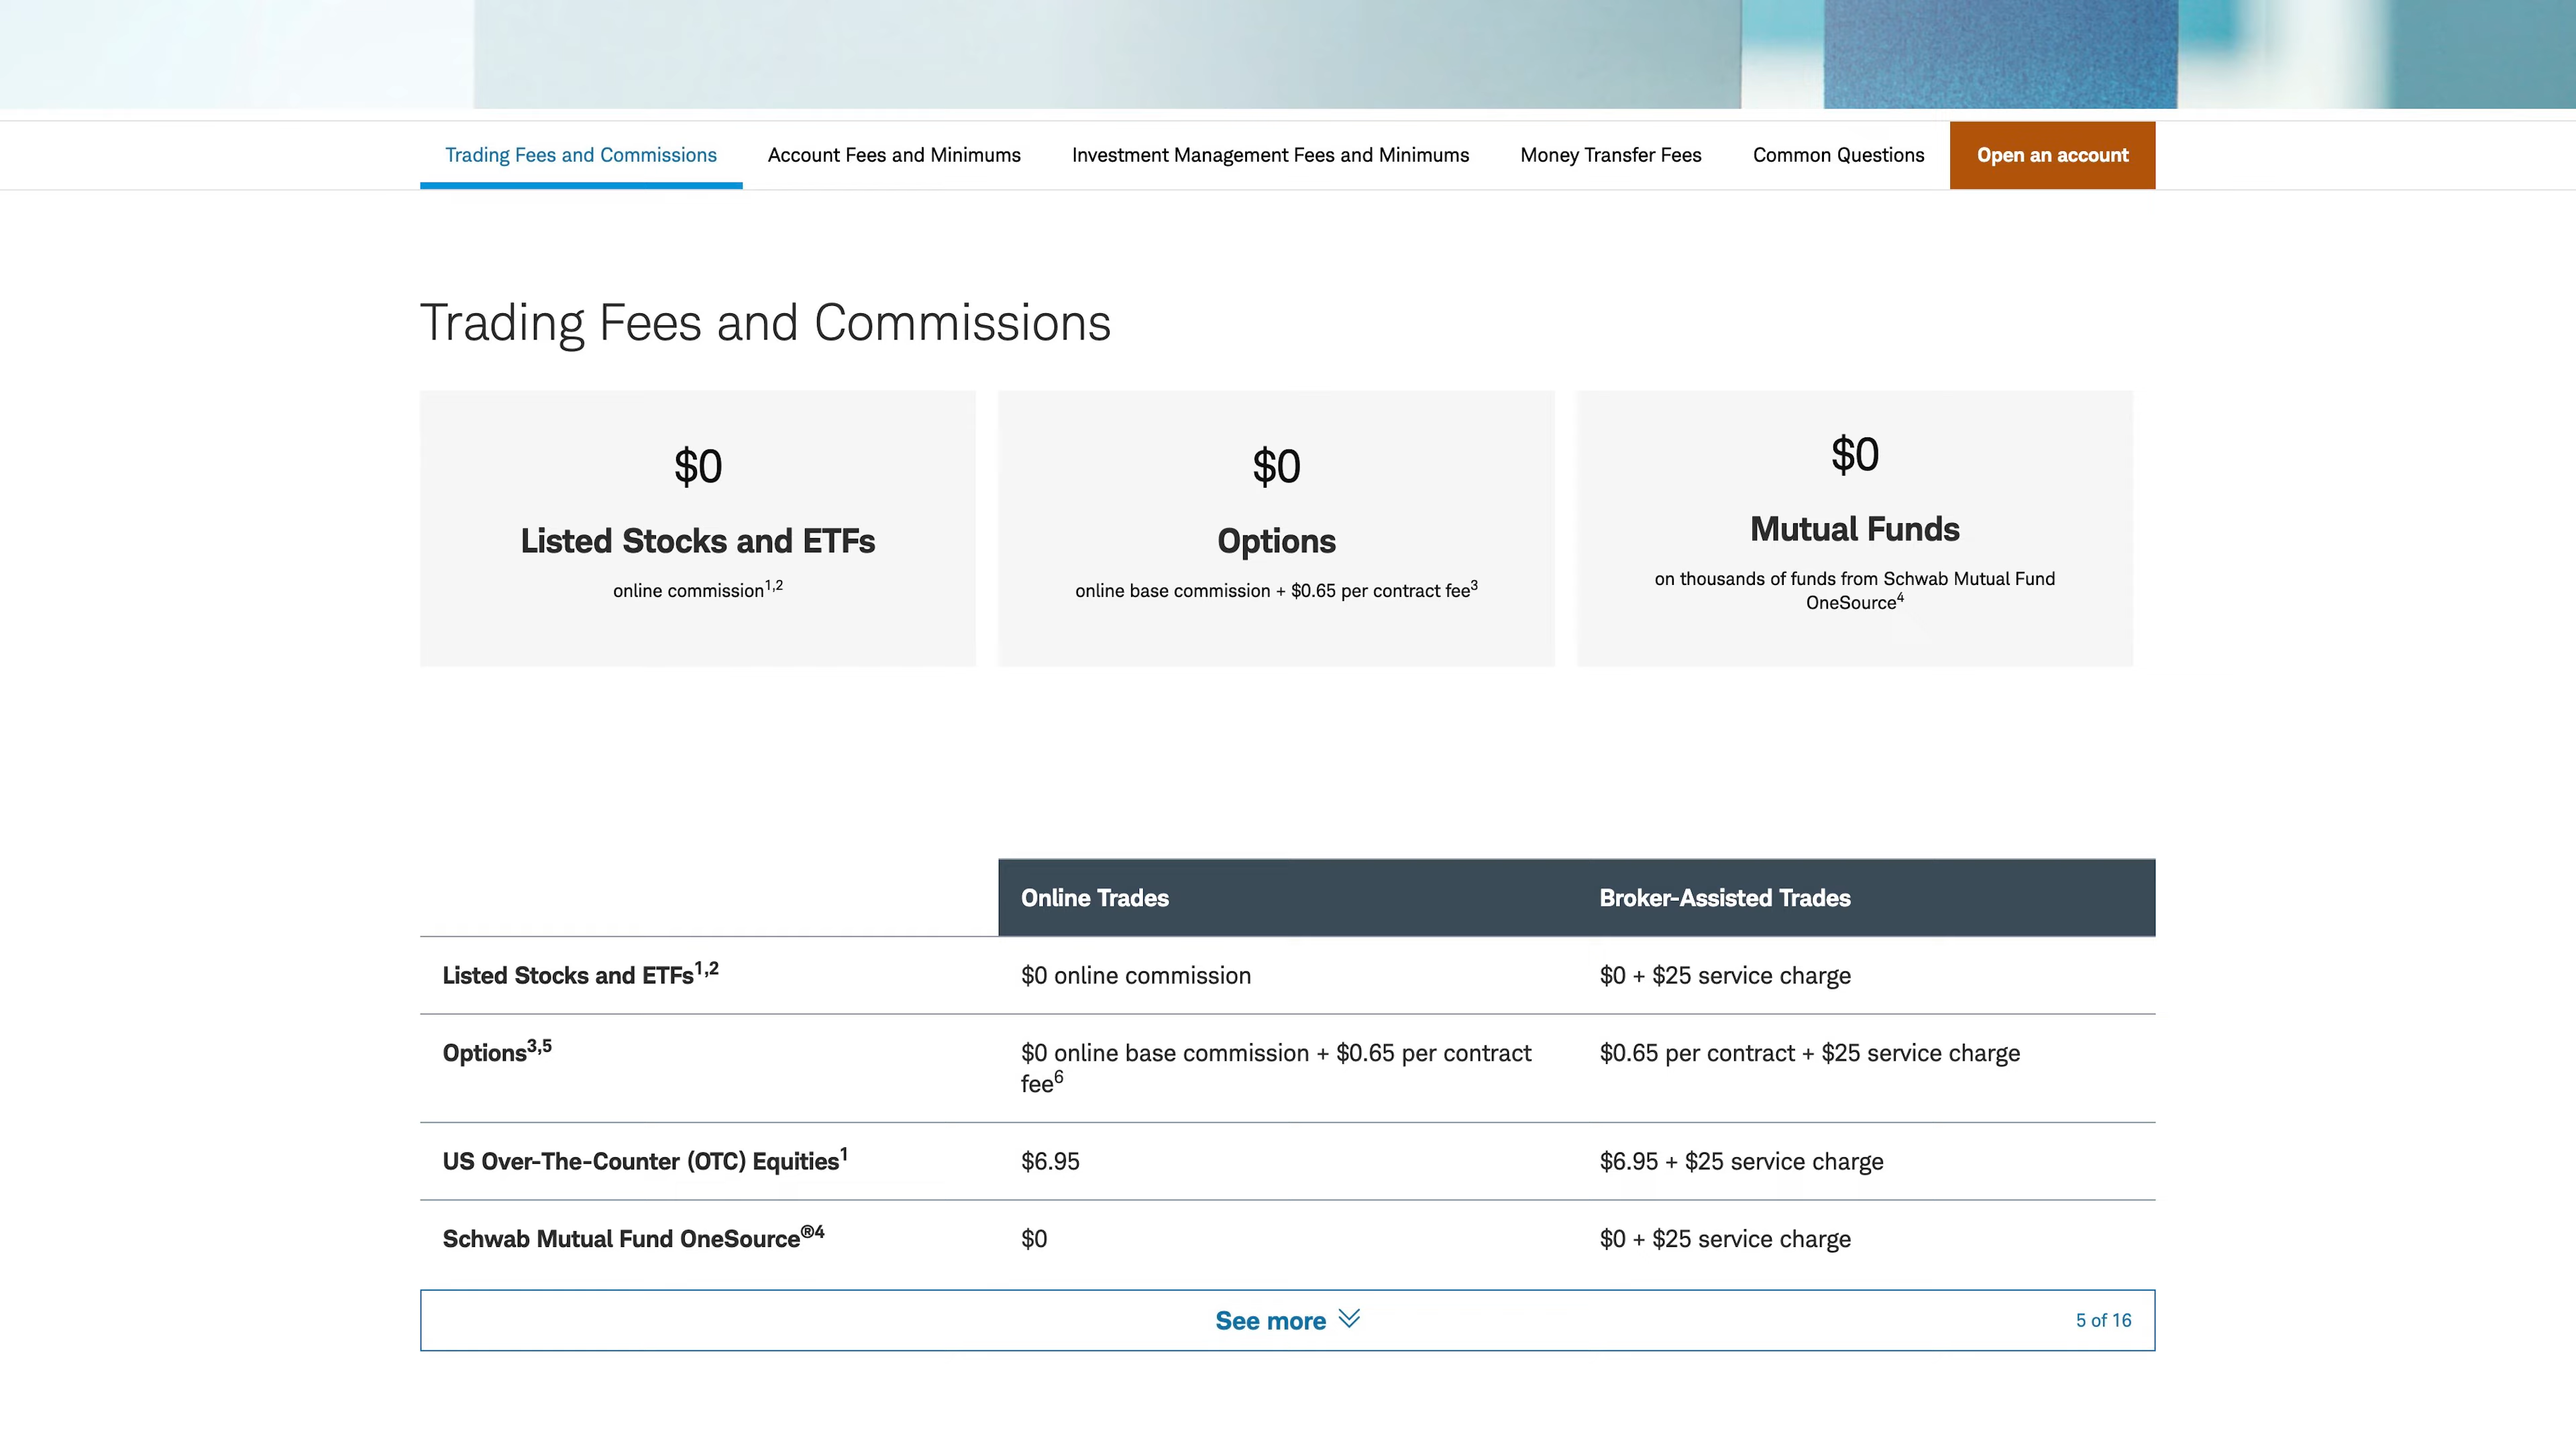 Trading Fees and Commissions
Account Fees and Minimums
Investment Management Fees and Minimums
Money Transfer Fees
Common Questions
Open an account
Trading Fees and Commissions
$0
Listed Stocks and ETFs
online commission1,2
$0
Options
online base commission + $0.65 per contract fee3
$0
Mutual Funds
on thousands of funds from Schwab Mutual Fund
OneSource4
Online Trades
Broker-Assisted Trades
Listed Stocks and ETFs1,2
$0 online commission
$0 + $25 service charge
Options3,5
$0 online base commission + $0.65 per contract
fee6
$0.65 per contract + $25 service charge
US Over-The-Counter (OTC) Equities1
$6.95
$6.95 + $25 service charge
Schwab Mutual Fund OneSource®4
$0
$0 + $25 service charge
See more
5 of 16